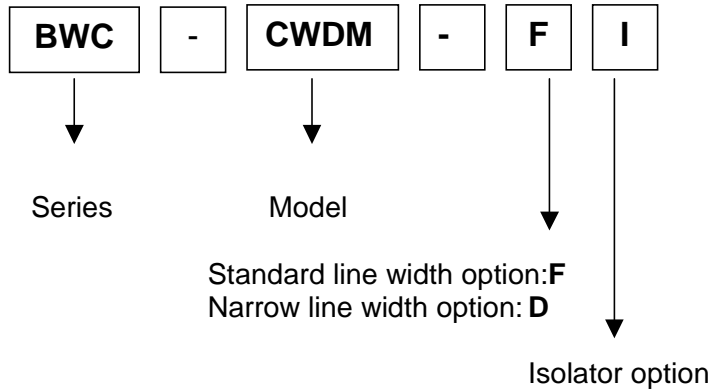 BWC - CWDM - F I
Series Model
Standard line width option:F
Narrow line width option: D
Isolator option